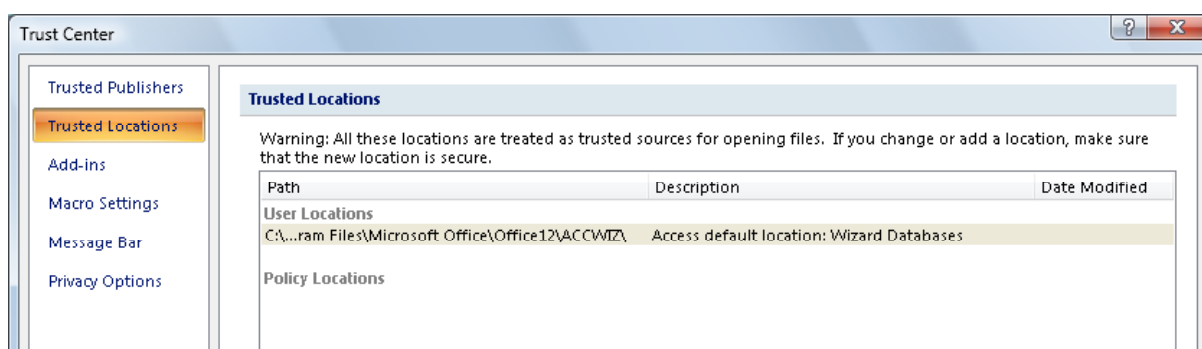 Trust Center
Trusted Publishers
Trusted Locations
Add-ins
Macro Settings
Message Bar
Privacy Options
Trusted Locations
Warning: All these locations are treated as trusted sources for opening files. If you change or add a location, make sure
that the new location is secure.
Path Description Date Modified
User Locations
C:\...ram Files\Microsoft Office\Office12\ACCWIZ\ Access default location: Wizard Databases
Policy Locations